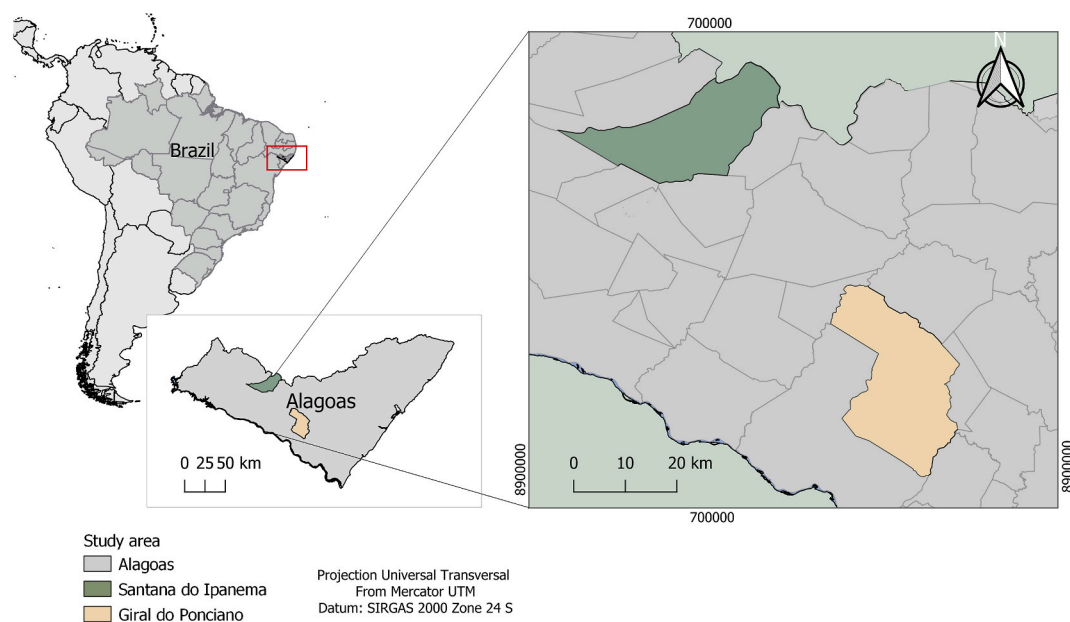 700000
N
Brazil
Alagoas
0 25 50 km
0 10 20 km
8900000
8900000
700000
Study area
Alagoas
Santana do Ipanema
Giral do Ponciano
Projection Universal Transversal
From Mercator UTM
Datum: SIRGAS 2000 Zone 24 S